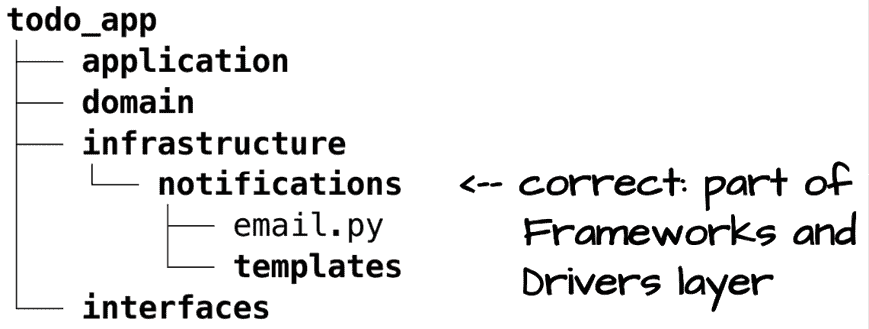 todo_app
application
domain
infrastructure
notifications <-- correct: part of
email.py Frameworks and
templates Drivers layer
interfaces